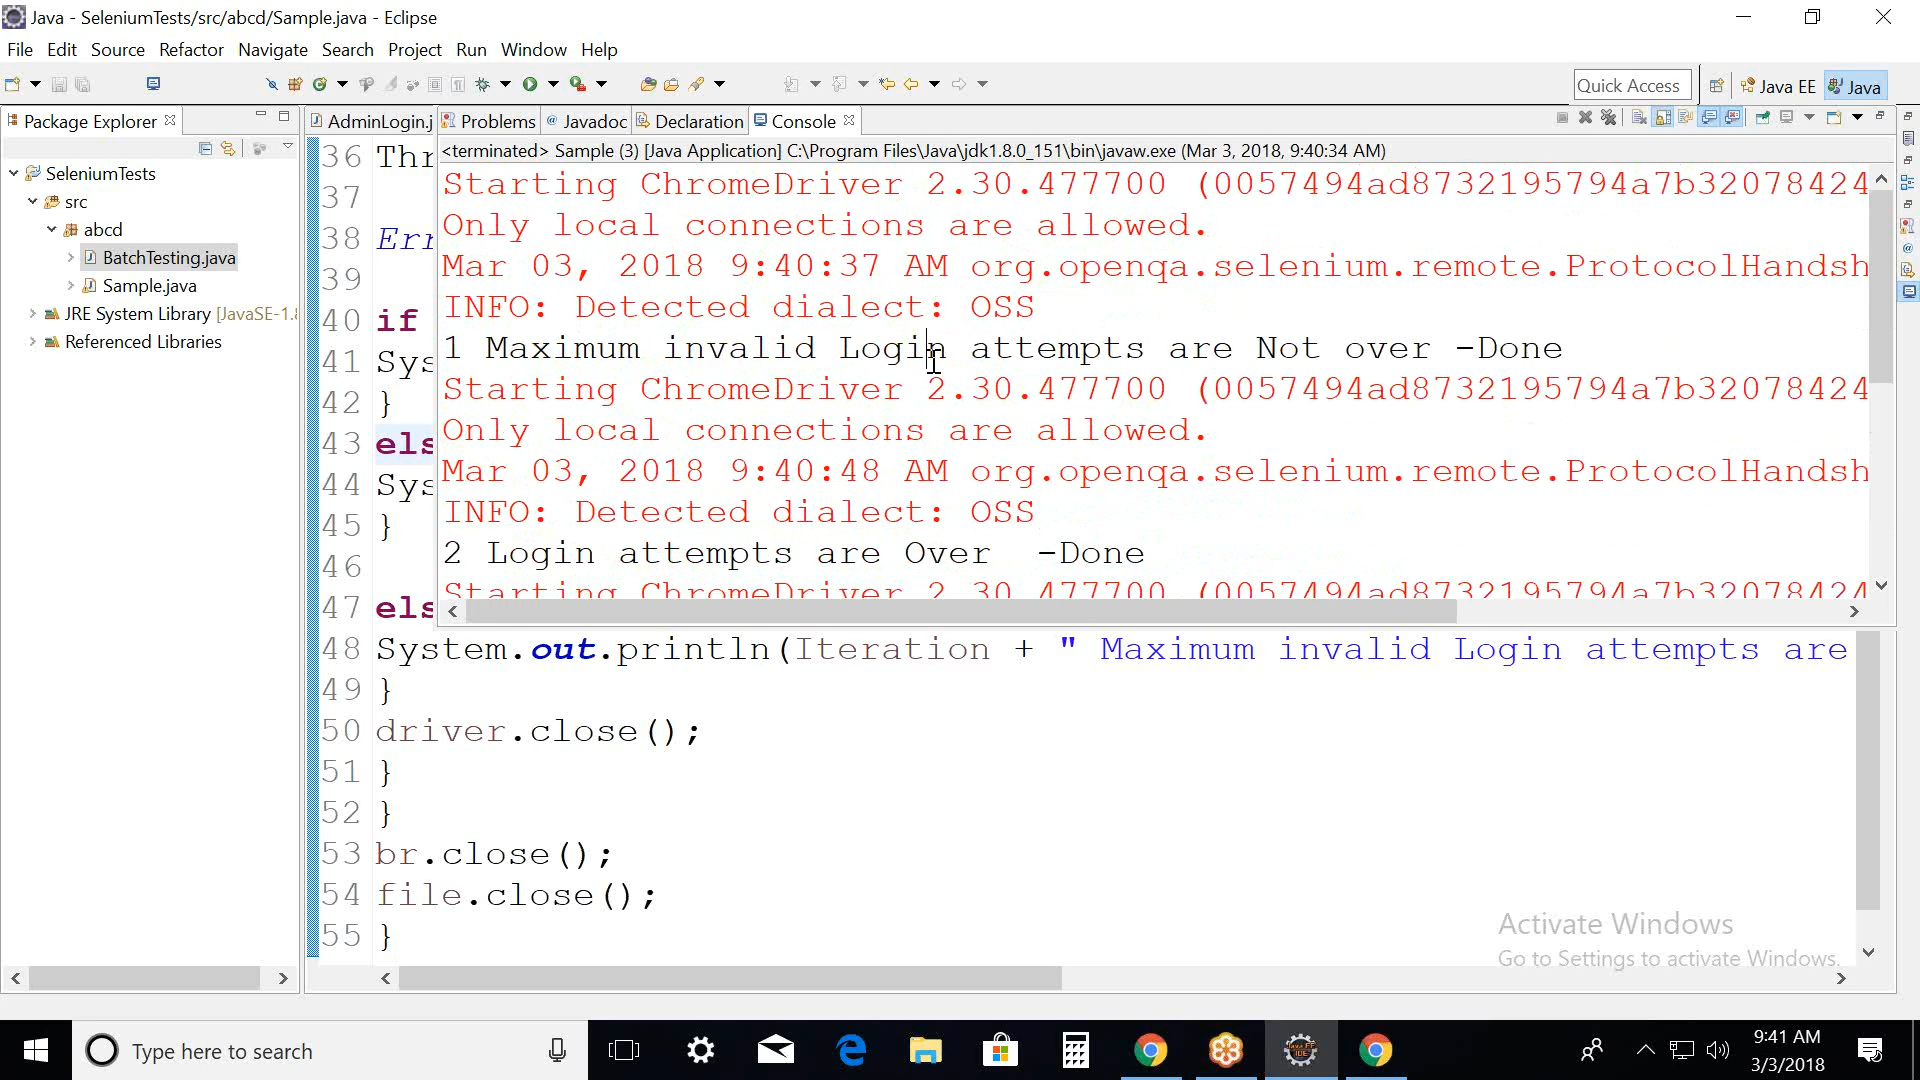 Java - SeleniumTests/src/abcd/Sample.java - Eclipse
File Edit Source Refactor Navigate Search Project Run Window Help
Quick Access
Java EE
Java
Package Explorer
AdminLogin.j
Problems
Javadoc
Declaration
Console
<terminated> Sample (3) [Java Application] C:\Program Files\Java\jdk1.8.0_151\bin\javaw.exe (Mar 3, 2018, 9:40:34 AM)
SeleniumTests
src
abcd
BatchTesting.java
Sample.java
JRE System Library [JavaSE-1.8
Referenced Libraries
Starting ChromeDriver 2.30.477700 (0057494ad8732195794a7b32078424
Only local connections are allowed.
Mar 03, 2018 9:40:37 AM org.openqa.selenium.remote.ProtocolHandsh
INFO: Detected dialect: OSS
1 Maximum invalid Login attempts are Not over -Done
Starting ChromeDriver 2.30.477700 (0057494ad8732195794a7b32078424
Only local connections are allowed.
Mar 03, 2018 9:40:48 AM org.openqa.selenium.remote.ProtocolHandsh
INFO: Detected dialect: OSS
2 Login attempts are Over  -Done
Starting ChromeDriver 2.30.477700 (0057494ad8732195794a7b32078424
36 Thr
37
38 Err
39
40 if
41 Sys
42 }
43 els
44 Sys
45 }
46
47 els
48 System.out.println(Iteration + " Maximum invalid Login attempts are
49 }
50 driver.close();
51 }
52 }
53 br.close();
54 file.close();
55 }
Activate Windows
Go to Settings to activate Windows.
Type here to search
9:41 AM
3/3/2018